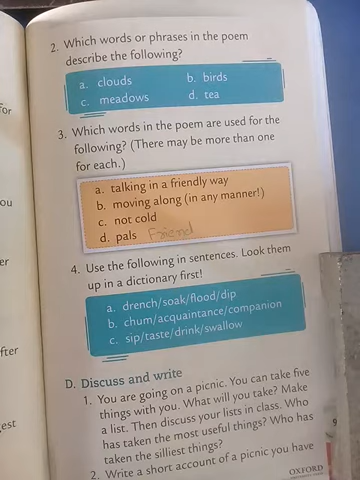 2. Which words or phrases in the poem
describe the following?
a. clouds b. birds
c. meadows d. tea
3. Which words in the poem are used for the
following? (There may be more than one
for each.)
a. talking in a friendly way
b. moving along (in any manner!)
c. not cold
d. pals Friend
4. Use the following in sentences. Look them
up in a dictionary first!
a. drench/soak/flood/dip
b. chum/acquaintance/companion
c. sip/taste/drink/swallow
D. Discuss and write
1. You are going on a picnic. You can take five
things with you. What will you take? Make
a list. Then discuss your lists in class. Who
has taken the most useful things? Who has
taken the silliest things?
2. Write a short account of a picnic you have
OXFORD